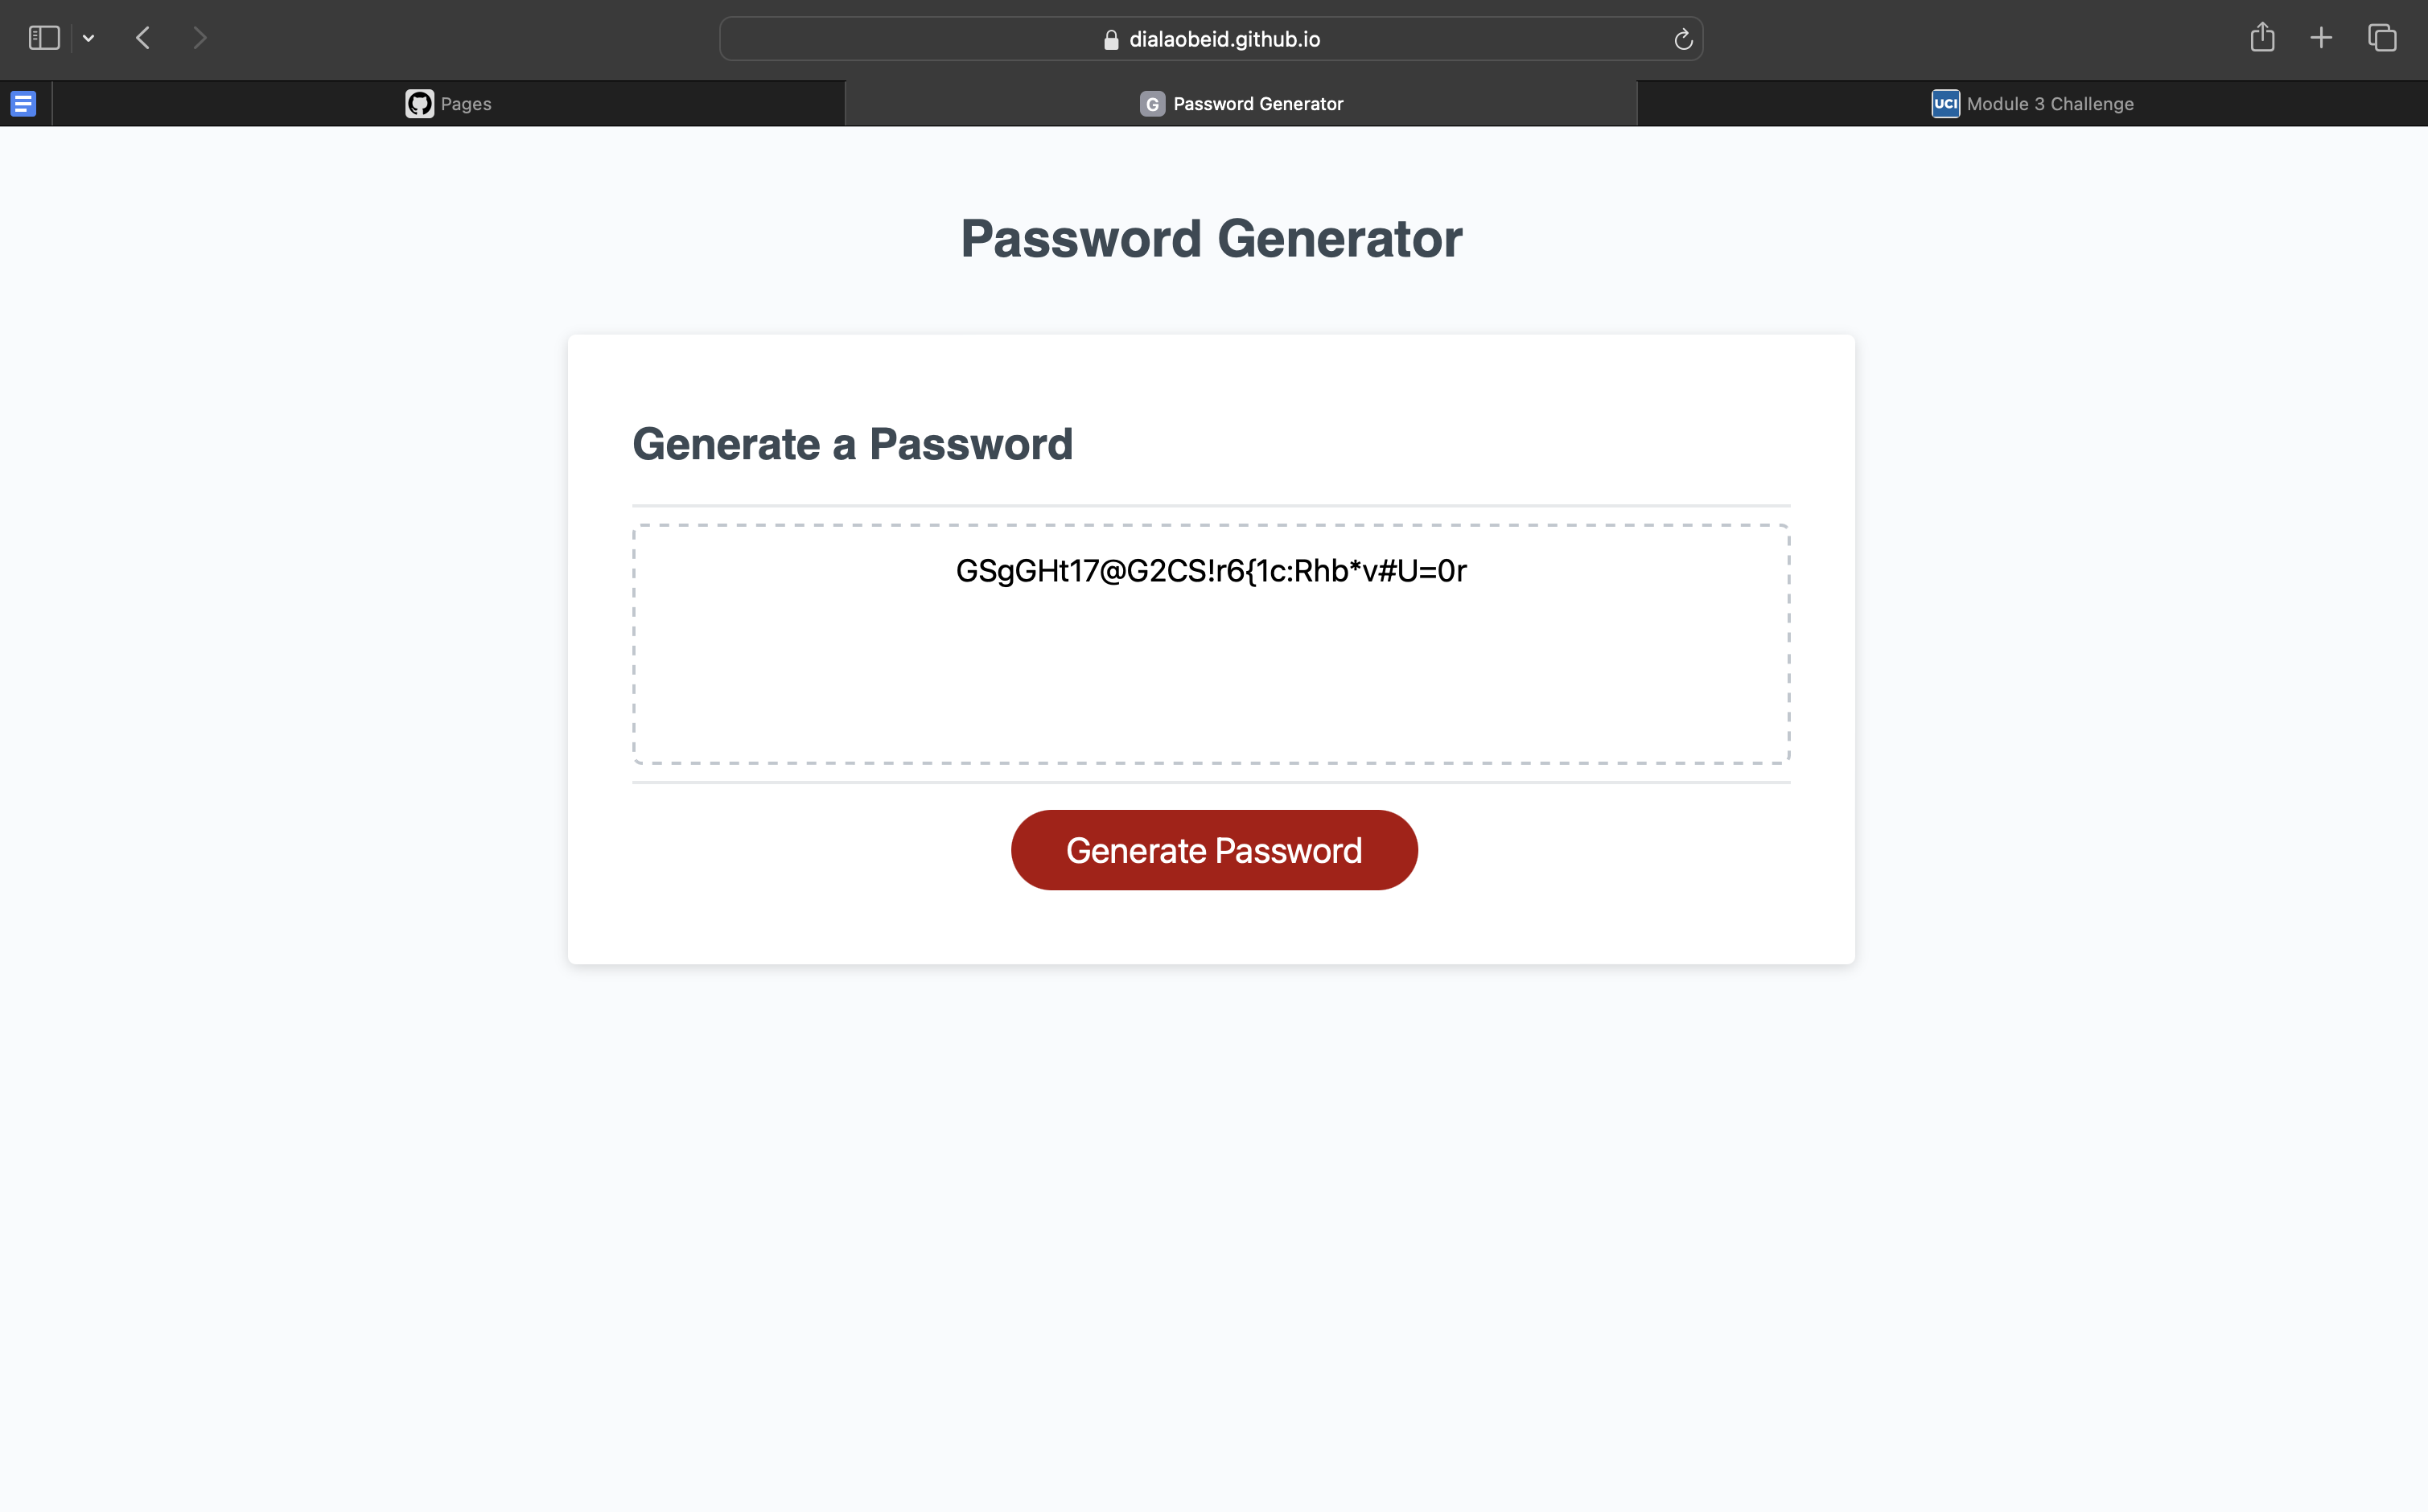 dialaobeid.github.io
Pages
G Password Generator
UCI Module 3 Challenge
Password Generator
Generate a Password
GSgGHt17@G2CS!r6{1c:Rhb*v#U=0r
Generate Password